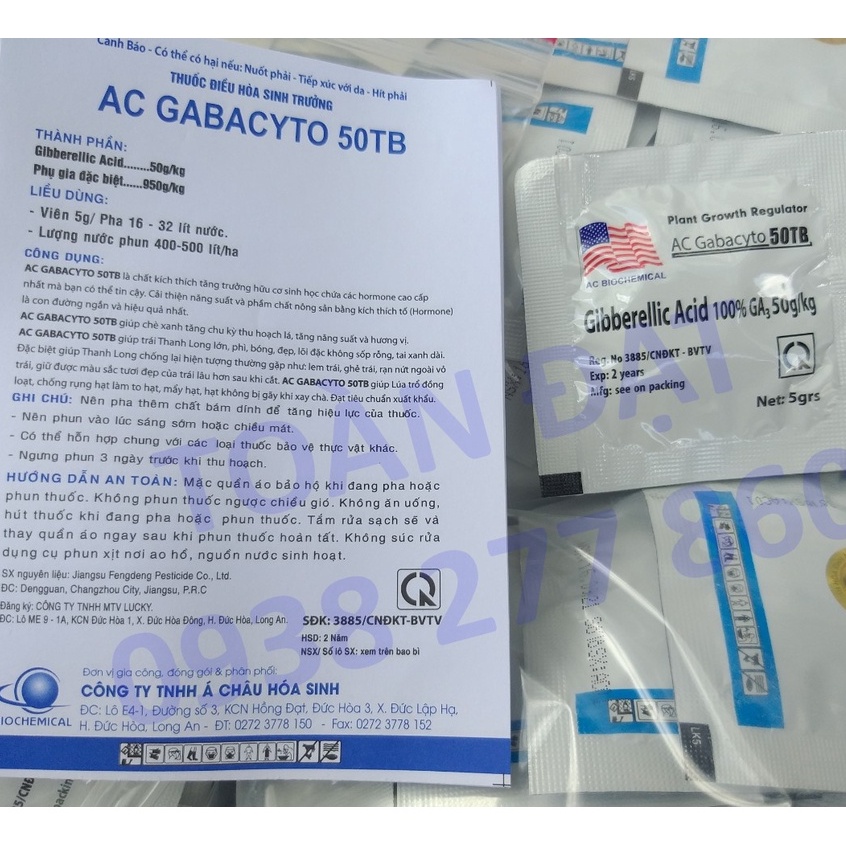 Cảnh Báo - Có thể có hại nếu: Nuốt phải - Tiếp xúc với da - Hít phải
THUỐC ĐIỀU HÒA SINH TRƯỞNG
AC GABACYTO 50TB
THÀNH PHẦN:
Gibberellic Acid.......50g/kg
Phụ gia đặc biệt......950g/kg
LIỀU DÙNG:
- Viên 5g/ Pha 16 - 32 lít nước.
- Lượng nước phun 400-500 lít/ha
CÔNG DỤNG:
AC GABACYTO 50TB là chất kích thích tăng trưởng hữu cơ sinh học chứa các hormone cao cấp
nhất mà bạn có thể tin cậy. Cải thiện năng suất và phẩm chất nông sản bằng kích thích tố (Hormone)
là con đường ngắn và hiệu quả nhất.
AC GABACYTO 50TB giúp chè xanh tăng chu kỳ thu hoạch lá, tăng năng suất và hương vị.
AC GABACYTO 50TB giúp trái Thanh Long lớn, phì, bóng, đẹp, lõi đặc không sốp rỗng, tai xanh dài.
Đặc biệt giúp Thanh Long chống lại hiện tượng thường gặp như: lem trái, ghẻ trái, rạn nứt ngoài vỏ
trái, giữ được màu sắc tươi đẹp của trái lâu hơn sau khi cắt. AC GABACYTO 50TB giúp Lúa trổ đòng
loạt, chống rụng hạt làm to hạt, mẩy hạt, hạt không bị gãy khi xay chà. Đạt tiêu chuẩn xuất khẩu.
GHI CHÚ: Nên pha thêm chất bám dính để tăng hiệu lực của thuốc.
- Nên phun vào lúc sáng sớm hoặc chiều mát.
- Có thể hỗn hợp chung với các loại thuốc bảo vệ thực vật khác.
- Ngưng phun 3 ngày trước khi thu hoạch.
HƯỚNG DẪN AN TOÀN: Mặc quần áo bảo hộ khi đang pha hoặc
phun thuốc. Không phun thuốc ngược chiều gió. Không ăn uống,
hút thuốc khi đang pha hoặc phun thuốc. Tắm rửa sạch sẽ và
thay quần áo ngay sau khi phun thuốc hoàn tất. Không súc rửa
dụng cụ phun xịt nơi ao hồ, nguồn nước sinh hoạt.
SX nguyên liệu: Jiangsu Fengdeng Pesticide Co., Ltd.
ĐC: Dengguan, Changzhou City, Jiangsu, P.R.C
Đăng ký: CÔNG TY TNHH MTV LUCKY.
ĐC: Lô ME 9 - 1A, KCN Đức Hòa 1, X. Đức Hòa Đông, H. Đức Hòa, Long An.
SĐK: 3885/CNĐKT-BVTV
HSD: 2 Năm
NSX/ Số lô SX: xem trên bao bì
Đơn vị gia công, đóng gói & phân phối:
CÔNG TY TNHH Á CHÂU HÓA SINH
ĐC: Lô E4-1, Đường số 3, KCN Hồng Đạt, Đức Hòa 3, X. Đức Lập Hạ,
H. Đức Hòa, Long An - ĐT: 0272 3778 150 - Fax: 0272 3778 152
IOCHEMICAL
Plant Growth Regulator
AC Gabacyto 50TB
AC BIOCHEMICAL
Gibberellic Acid 100% GA3 50g/kg
Reg. No 3885/CNĐKT - BVTV
Exp: 2 years
Mfg: see on packing
Net: 5grs
TOAN ĐẠT
0938 277 860
LK5